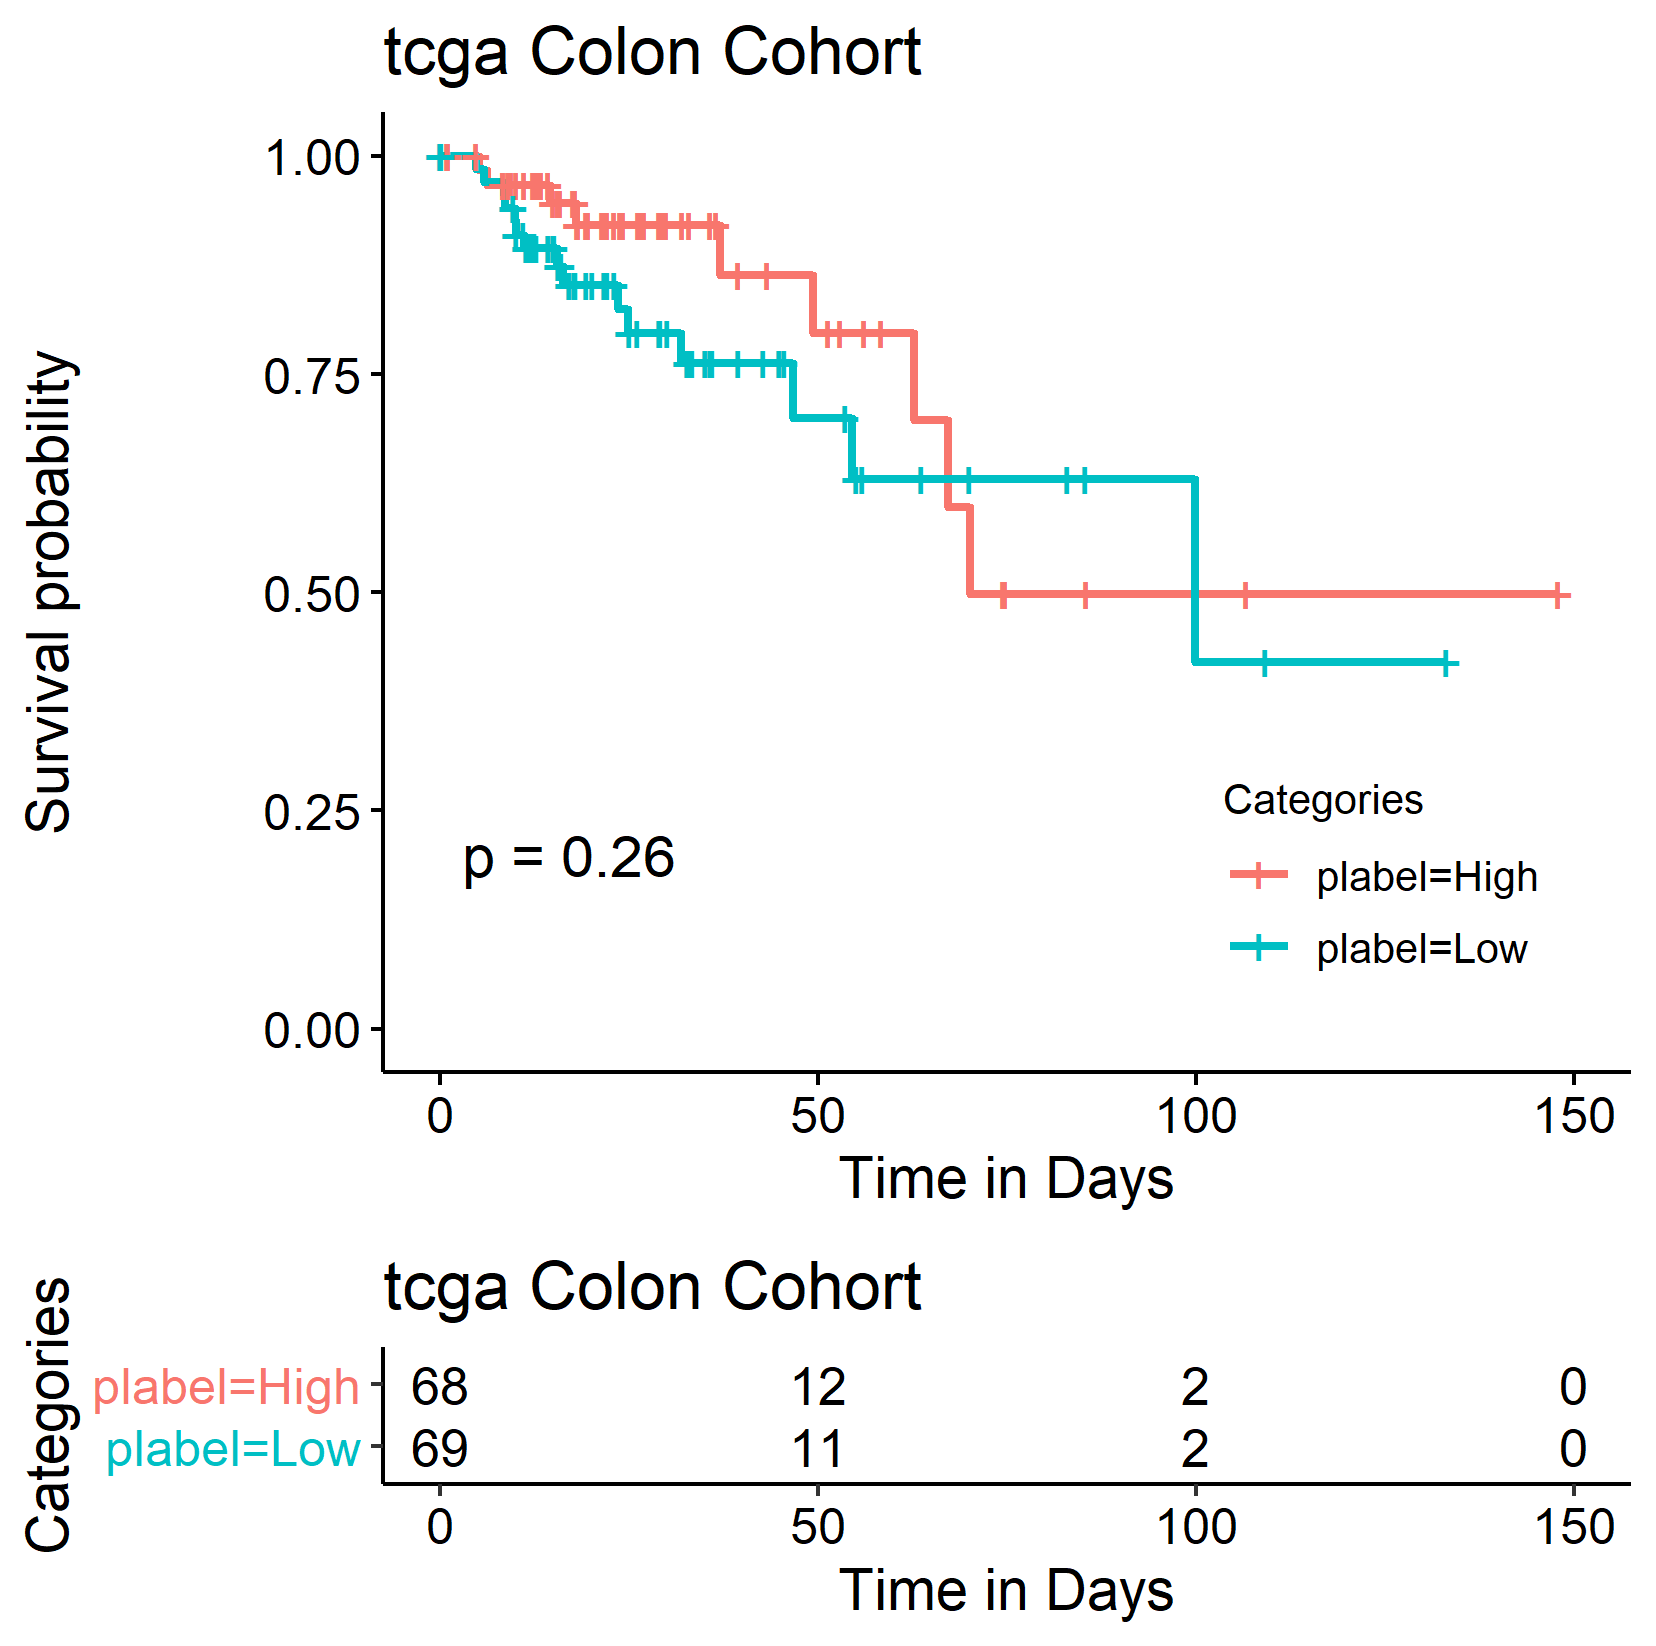 tcga Colon Cohort
Survival probability
1.00
0.75
0.50
0.25
0.00
p = 0.26
Categories
plabel=High
plabel=Low
0 50 100 150
Time in Days
tcga Colon Cohort
Categories
plabel=High 68 12 2 0
plabel=Low 69 11 2 0
0 50 100 150
Time in Days